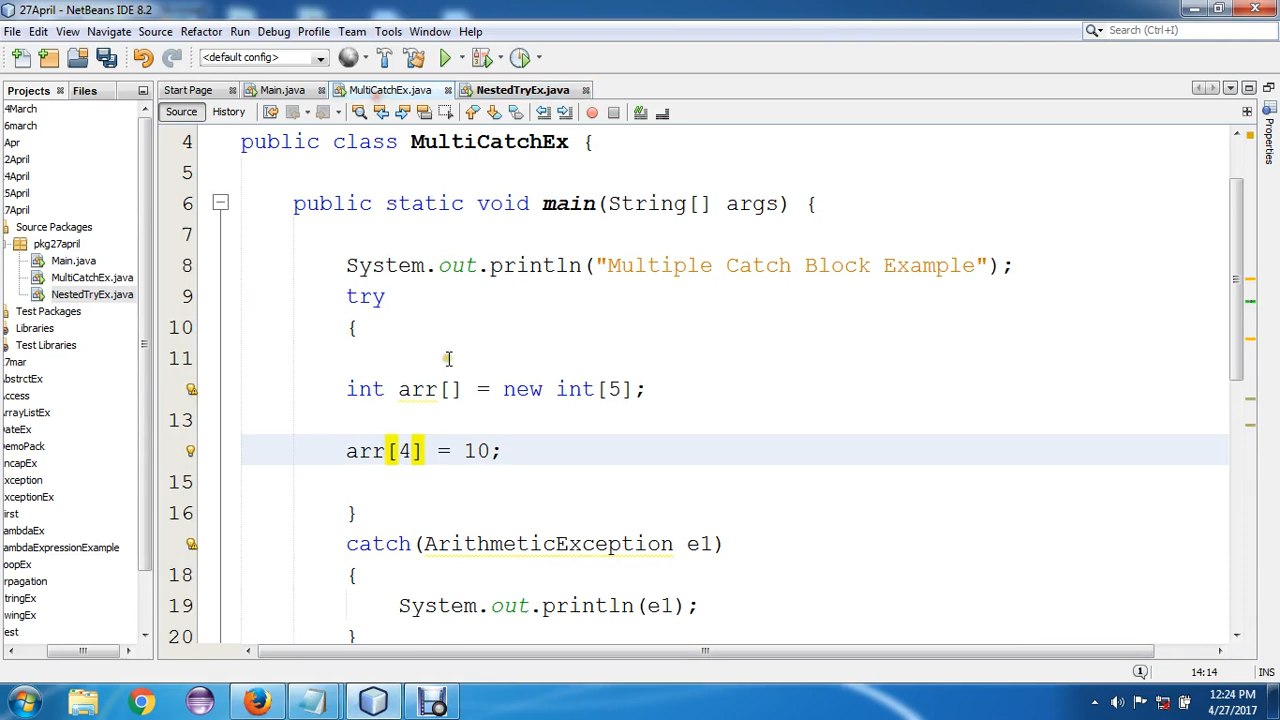 27April - NetBeans IDE 8.2
File Edit View Navigate Source Refactor Run Debug Profile Team Tools Window Help
Search (Ctrl+I)
<default config>
Projects Files
Start Page Main.java MultiCatchEx.java NestedTryEx.java
Source History
4March
6march
Apr
2April
4April
5April
7April
Source Packages
pkg27april
Main.java
MultiCatchEx.java
NestedTryEx.java
Test Packages
Libraries
Test Libraries
7mar
bstrctEx
ccess
rrayListEx
ateEx
emoPack
ncapEx
xception
xceptionEx
irst
ambdaEx
ambdaExpressionExample
oopEx
rpagation
tringEx
wingEx
est
4 public class MultiCatchEx {
5
6 public static void main(String[] args) {
7
8 System.out.println("Multiple Catch Block Example");
9 try
10 {
11
int arr[] = new int[5];
13
arr[4] = 10;
15
16 }
catch(ArithmeticException e1)
18 {
19 System.out.println(e1);
20 }
Properties
1 14:14 INS
12:24 PM
4/27/2017